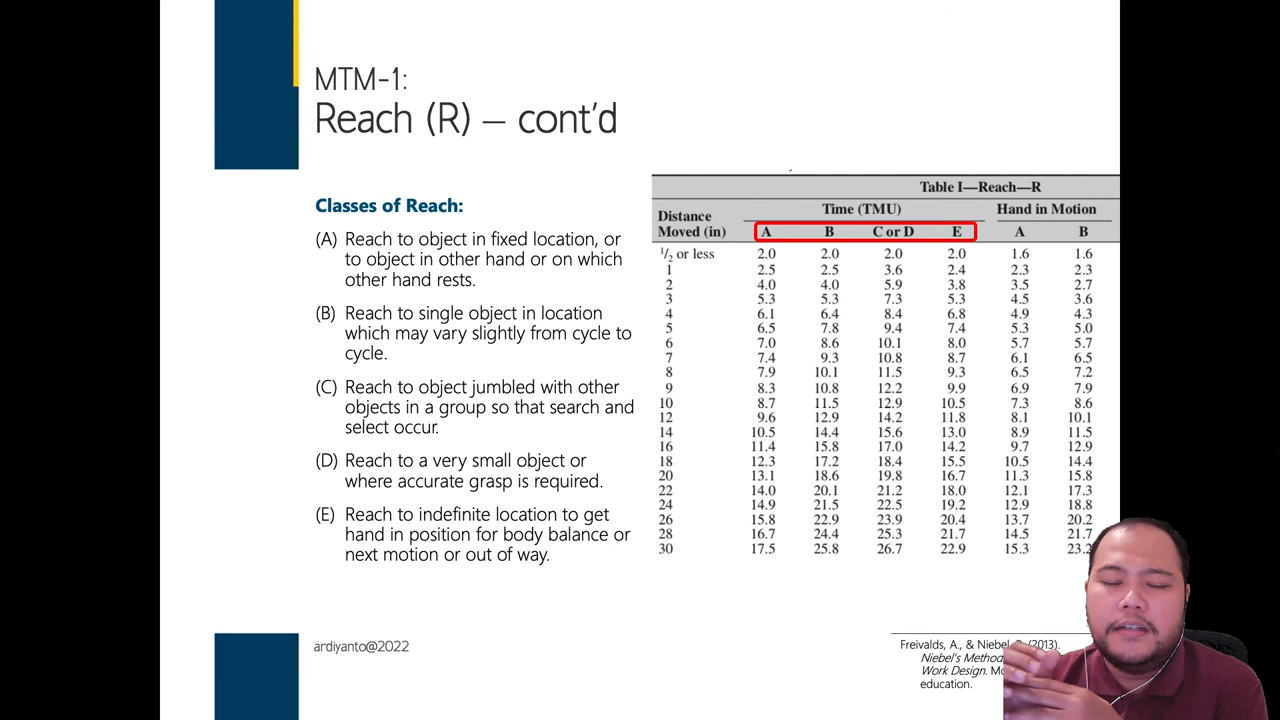 MTM-1:
Reach (R) – cont’d
Classes of Reach:
(A) Reach to object in fixed location, or
to object in other hand or on which
other hand rests.
(B) Reach to single object in location
which may vary slightly from cycle to
cycle.
(C) Reach to object jumbled with other
objects in a group so that search and
select occur.
(D) Reach to a very small object or
where accurate grasp is required.
(E) Reach to indefinite location to get
hand in position for body balance or
next motion or out of way.
Table I—Reach—R
Time (TMU) Hand in Motion
Distance
Moved (in) A B C or D E A B
1/2 or less 2.0 2.0 2.0 2.0 1.6 1.6
1 2.5 2.5 3.6 2.4 2.3 2.3
2 4.0 4.0 5.9 3.8 3.5 2.7
3 5.3 5.3 7.3 5.3 4.5 3.6
4 6.1 6.4 8.4 6.8 4.9 4.3
5 6.5 7.8 9.4 7.4 5.3 5.0
6 7.0 8.6 10.1 8.0 5.7 5.7
7 7.4 9.3 10.8 8.7 6.1 6.5
8 7.9 10.1 11.5 9.3 6.5 7.2
9 8.3 10.8 12.2 9.9 6.9 7.9
10 8.7 11.5 12.9 10.5 7.3 8.6
12 9.6 12.9 14.2 11.8 8.1 10.1
14 10.5 14.4 15.6 13.0 8.9 11.5
16 11.4 15.8 17.0 14.2 9.7 12.9
18 12.3 17.2 18.4 15.5 10.5 14.4
20 13.1 18.6 19.8 16.7 11.3 15.8
22 14.0 20.1 21.2 18.0 12.1 17.3
24 14.9 21.5 22.5 19.2 12.9 18.8
26 15.8 22.9 23.9 20.4 13.7 20.2
28 16.7 24.4 25.3 21.7 14.5 21.7
30 17.5 25.8 26.7 22.9 15.3 23.2
ardiyanto@2022
Freivalds, A., & Niebel, (2013).
Niebel's
Work Design.
education.